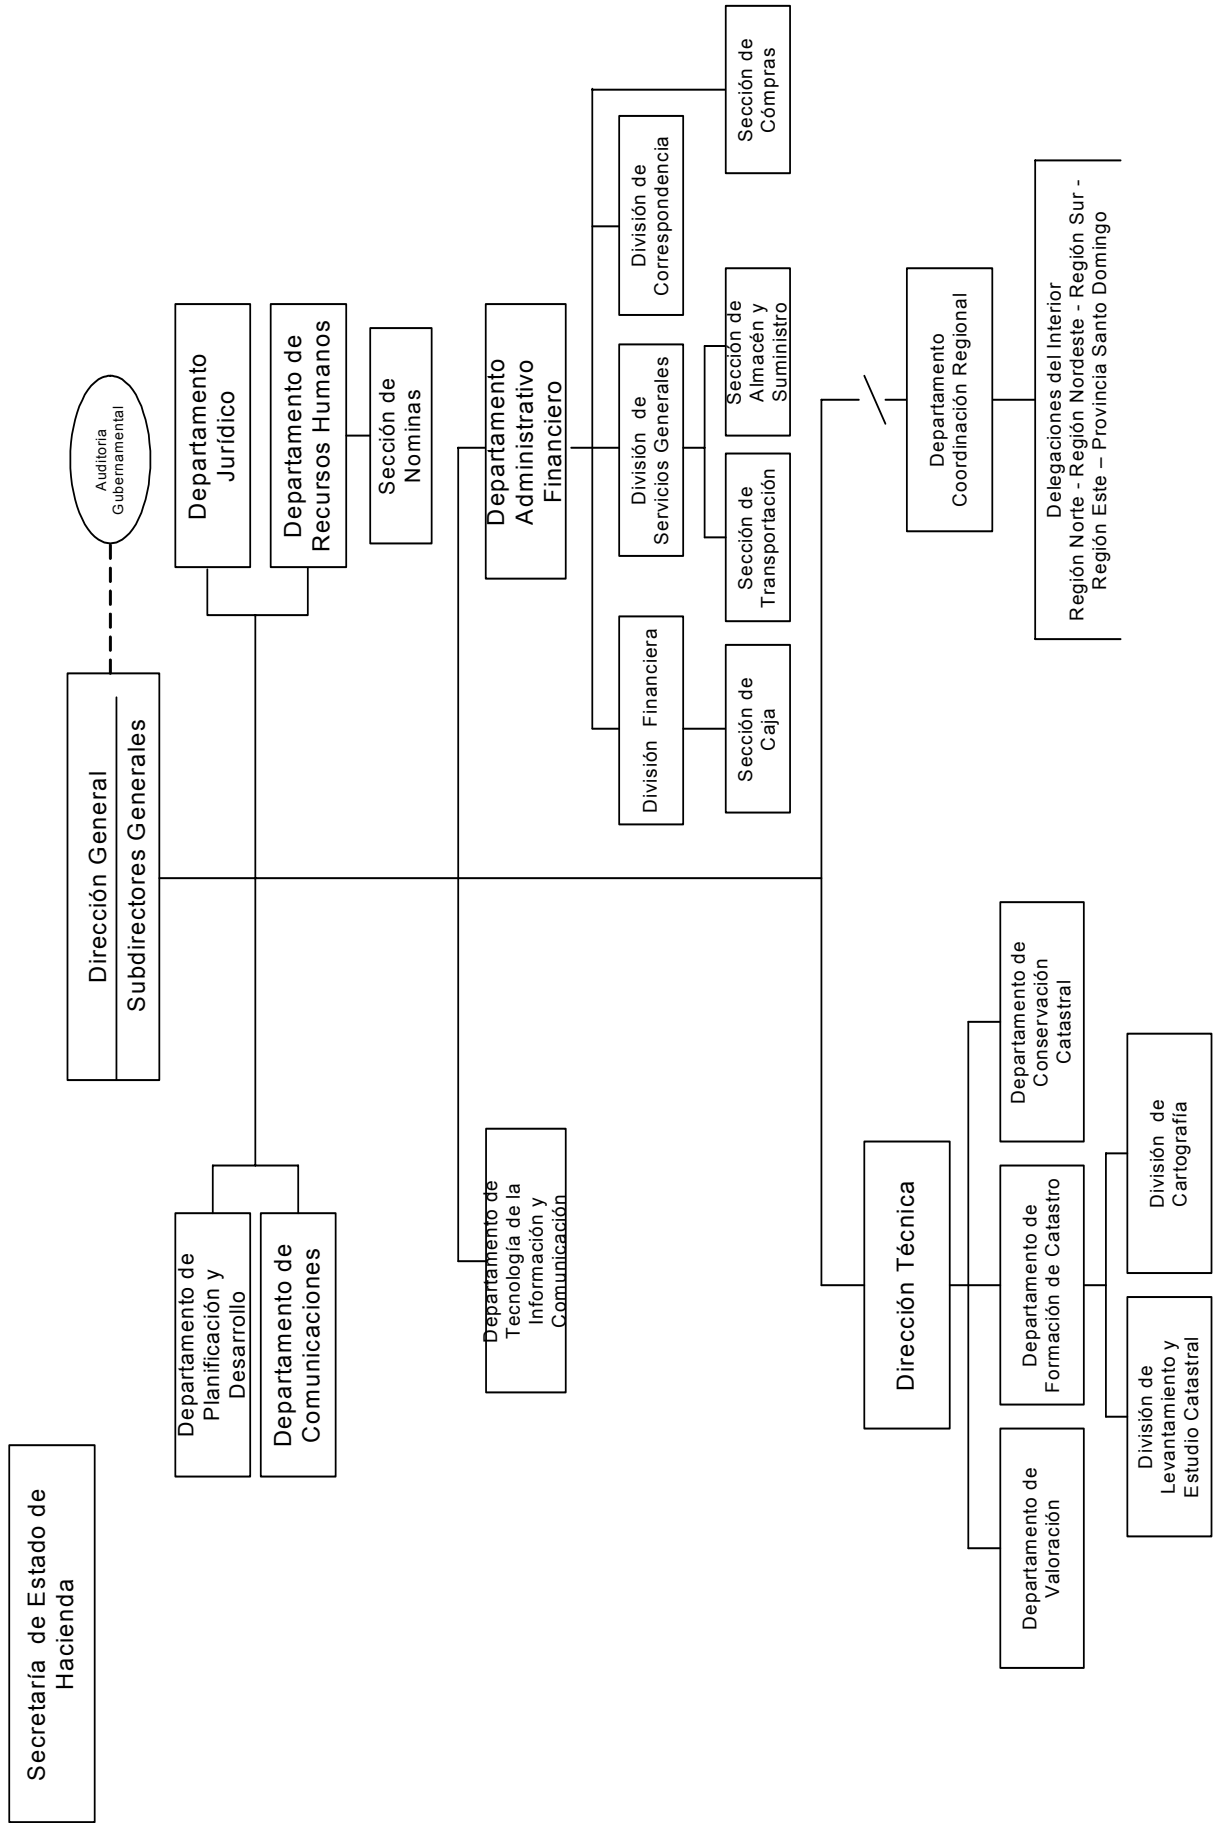 Secretaría de Estado de
Hacienda
Dirección General
Subdirectores Generales
Auditoria
Gubernamental
Departamento de
Planificación y
Desarrollo
Departamento
Jurídico
Departamento de
Comunicaciones
Departamento de
Recursos Humanos
Sección de
Nominas
Departamento de
Tecnología de la
Información y
Comunicación
Departamento
Administrativo
Financiero
División Financiera
División de
Servicios Generales
División de
Correspondencia
Sección de
Caja
Sección de
Transportación
Sección de
Almacén y
Suministro
Sección de
Cómpras
Dirección Técnica
Departamento
Coordinación Regional
Departamento de
Valoración
Departamento de
Formación de Catastro
Departamento de
Conservación
Catastral
Delegaciones del Interior
Región Norte - Región Nordeste - Región Sur -
Región Este – Provincia Santo Domingo
División de
Levantamiento y
Estudio Catastral
División de
Cartografía